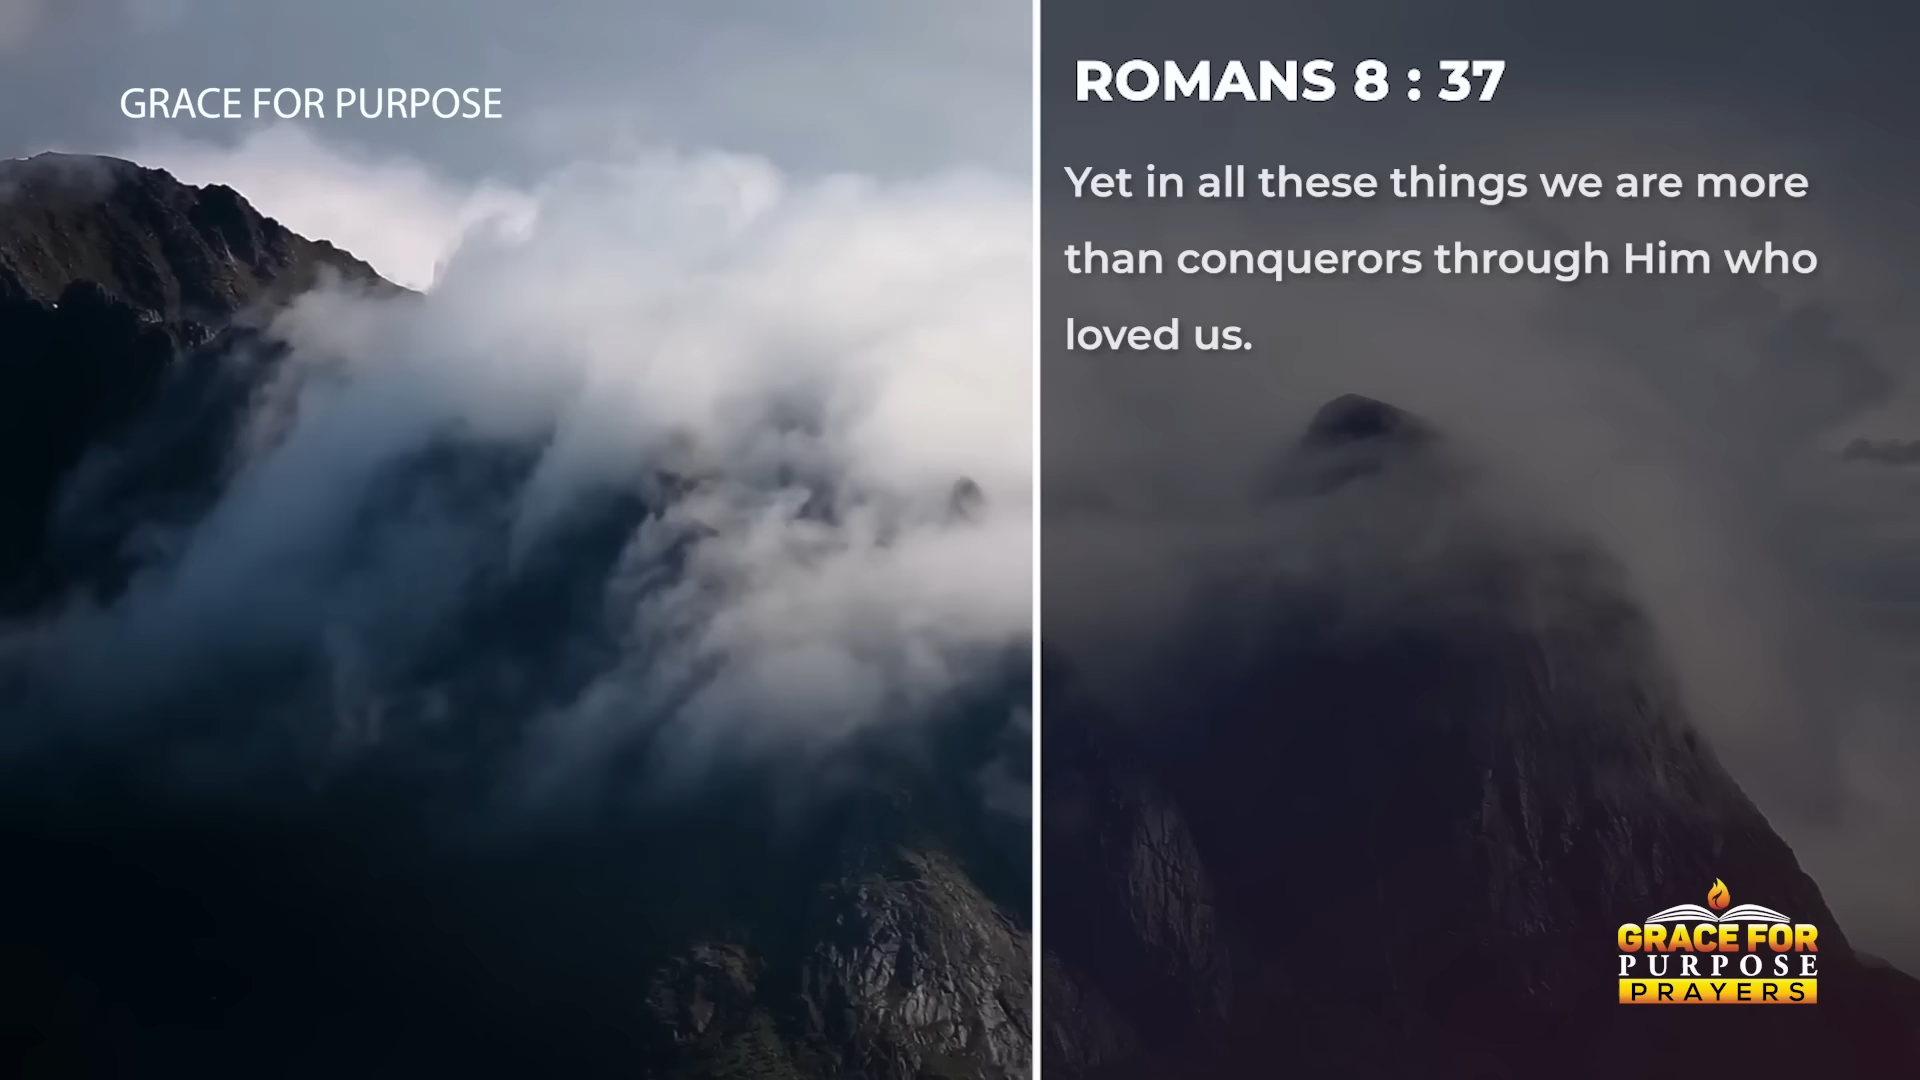 GRACE FOR PURPOSE
ROMANS 8 : 37
Yet in all these things we are more
than conquerors through Him who
loved us.
GRACE FOR
PURPOSE
PRAYERS